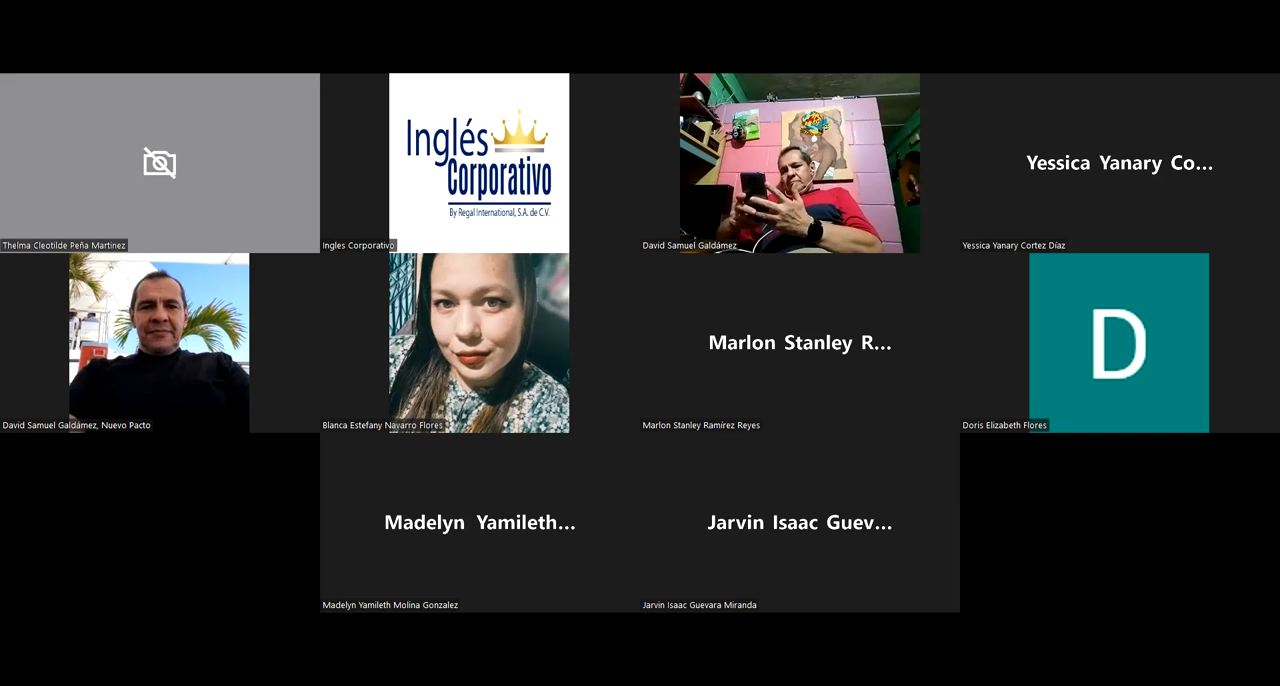 Inglés
Corporativo
By Regal International, S.A. de C.V.
Yessica Yanary Co...
Thelma Cleotilde Peña Martinez
Ingles Corporativo
David Samuel Galdámez
Yessica Yanary Cortez Díaz
Marlon Stanley R...
D
David Samuel Galdámez, Nuevo Pacto
Blanca Estefany Navarro Flores
Marlon Stanley Ramírez Reyes
Doris Elizabeth Flores
Madelyn Yamileth...
Jarvin Isaac Guev...
Madelyn Yamileth Molina Gonzalez
Jarvin Isaac Guevara Miranda